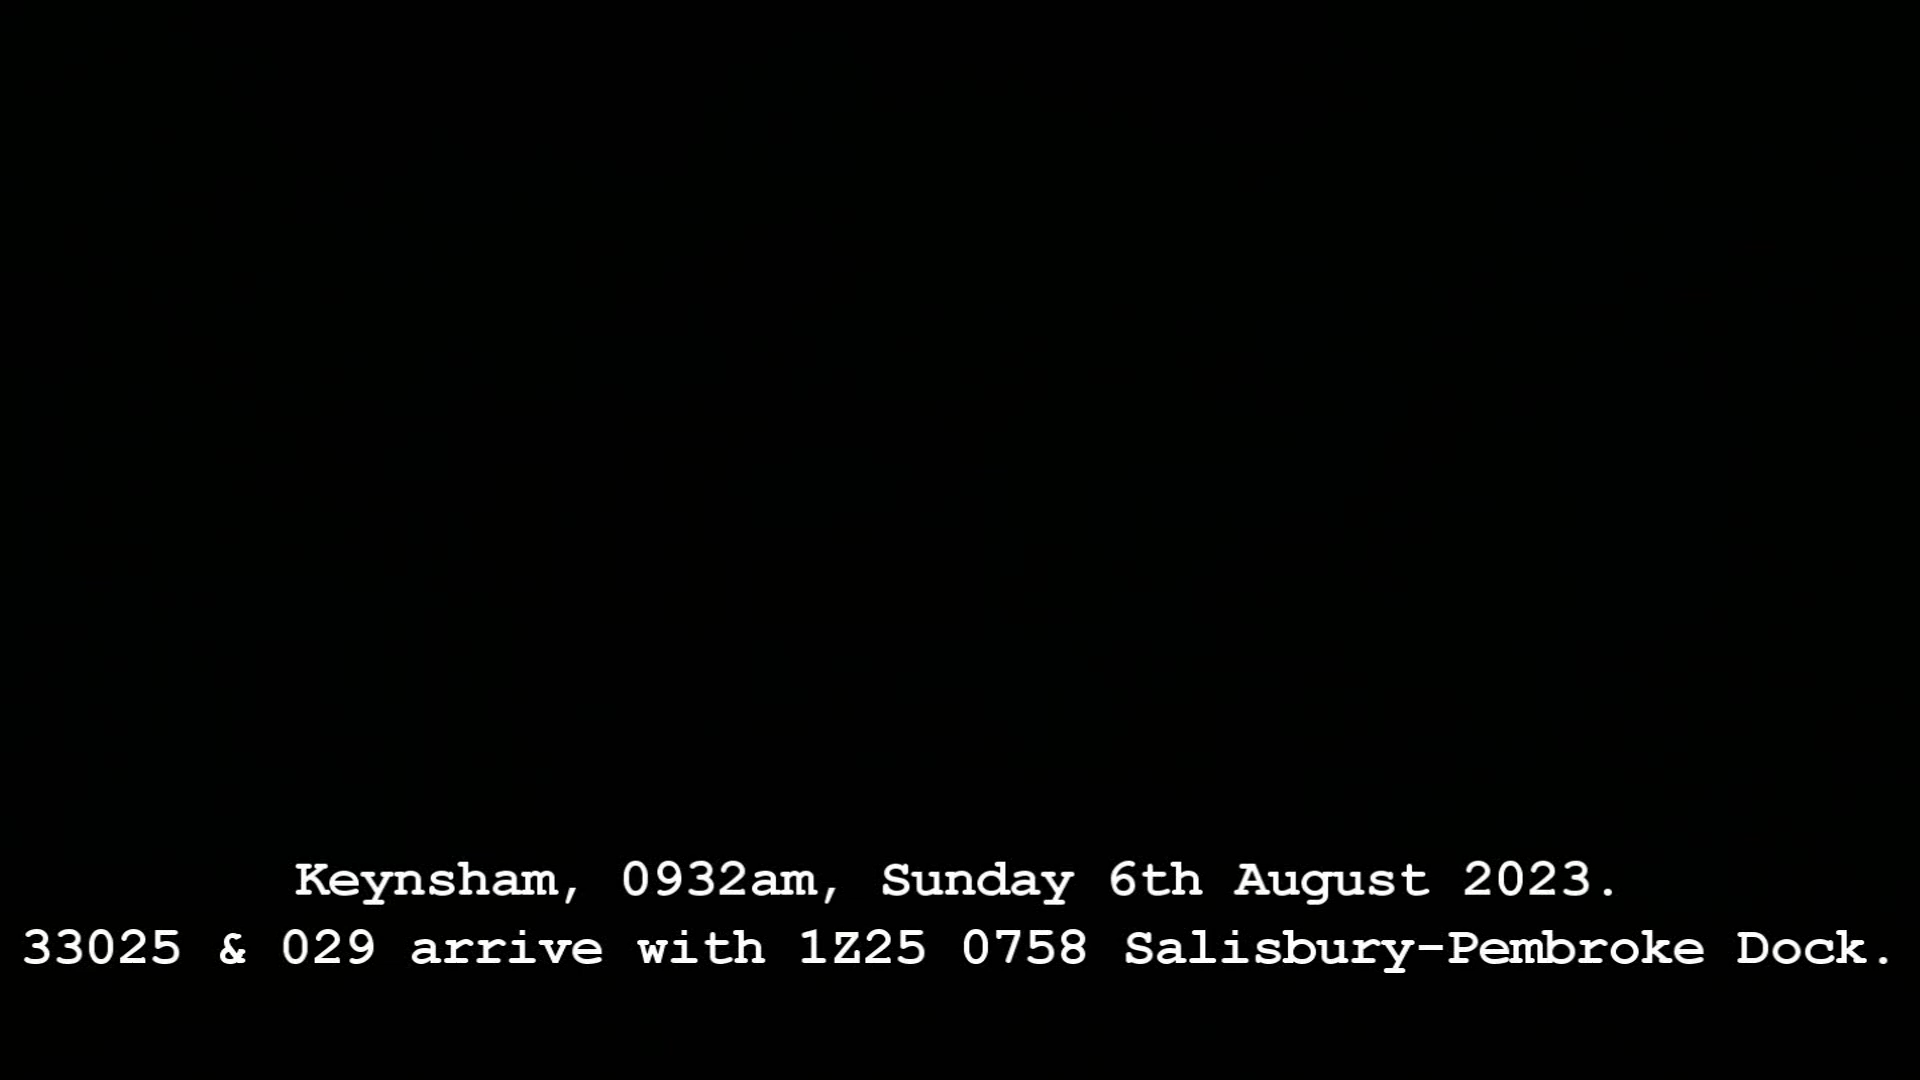 Keynsham, 0932am, Sunday 6th August 2023.
33025 & 029 arrive with 1Z25 0758 Salisbury-Pembroke Dock.